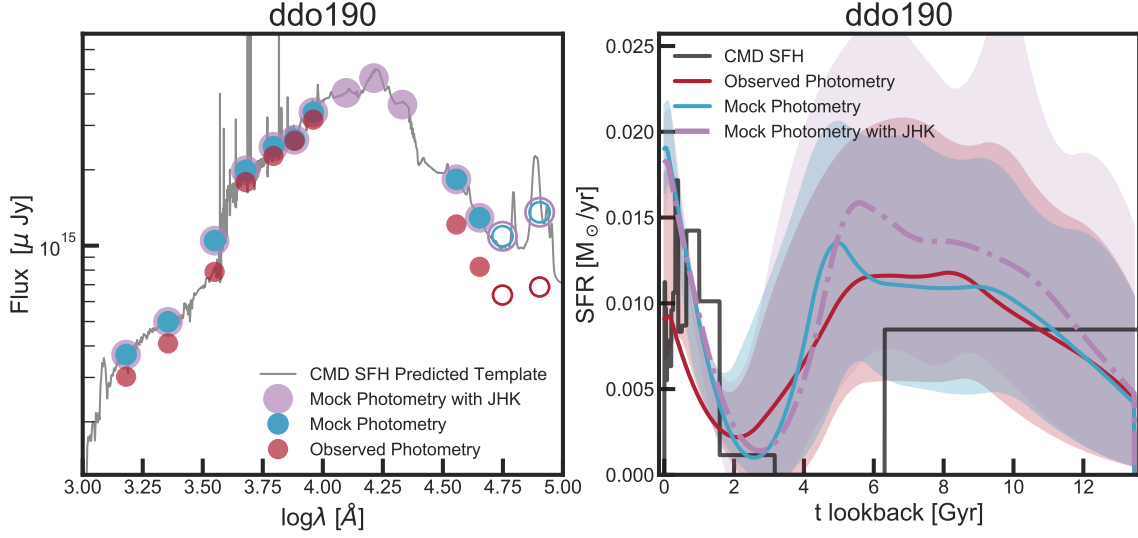 ddo190
Flux [μ Jy]
10^15
CMD SFH Predicted Template
Mock Photometry with JHK
Mock Photometry
Observed Photometry
3.00 3.25 3.50 3.75 4.00 4.25 4.50 4.75 5.00
logλ [Å]
ddo190
SFR [M⊙/yr]
0.025
0.020
0.015
0.010
0.005
0.000
CMD SFH
Observed Photometry
Mock Photometry
Mock Photometry with JHK
0 2 4 6 8 10 12
t lookback [Gyr]